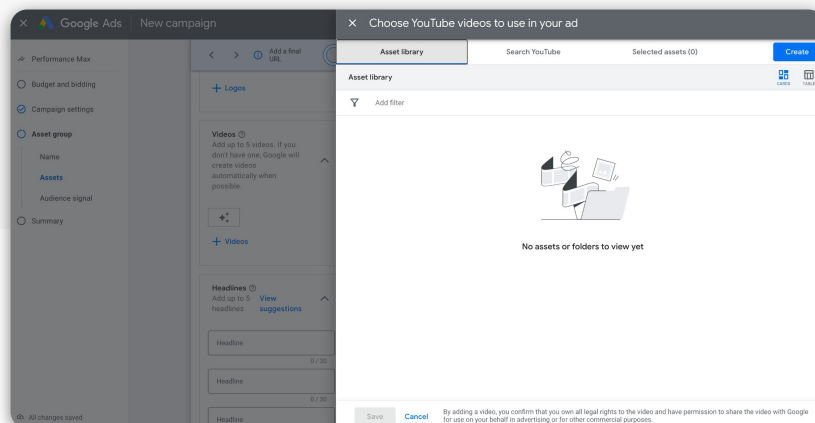 Google Ads
New campaign
Performance Max
Budget and bidding
Campaign settings
Asset group
Name
Assets
Audience signal
Summary
All changes saved
Add a final
URL
+ Logos
Videos
Add up to 5 videos. If you
don't have one, Google will
create videos
automatically when
possible.
+ Videos
Headlines
Add up to 5 View
headlines suggestions
Headline
0 / 30
Headline
0 / 30
Headline
Choose YouTube videos to use in your ad
Asset library
Search YouTube
Selected assets (0)
Create
Asset library
CARDS
TABLE
Add filter
No assets or folders to view yet
Save
Cancel
By adding a video, you confirm that you own all legal rights to the video and have permission to share the video with Google
for use on your behalf in advertising or for other commercial purposes.